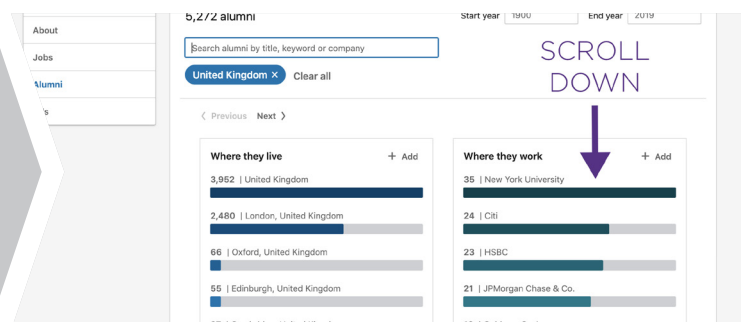 5,272 alumni
Start year 1900 End year 2019
About
Jobs
Alumni
Search alumni by title, keyword or company
United Kingdom × Clear all
SCROLL
DOWN
Previous Next
Where they live + Add
3,952 | United Kingdom
2,480 | London, United Kingdom
66 | Oxford, United Kingdom
55 | Edinburgh, United Kingdom
Where they work + Add
35 | New York University
24 | Citi
23 | HSBC
21 | JPMorgan Chase & Co.